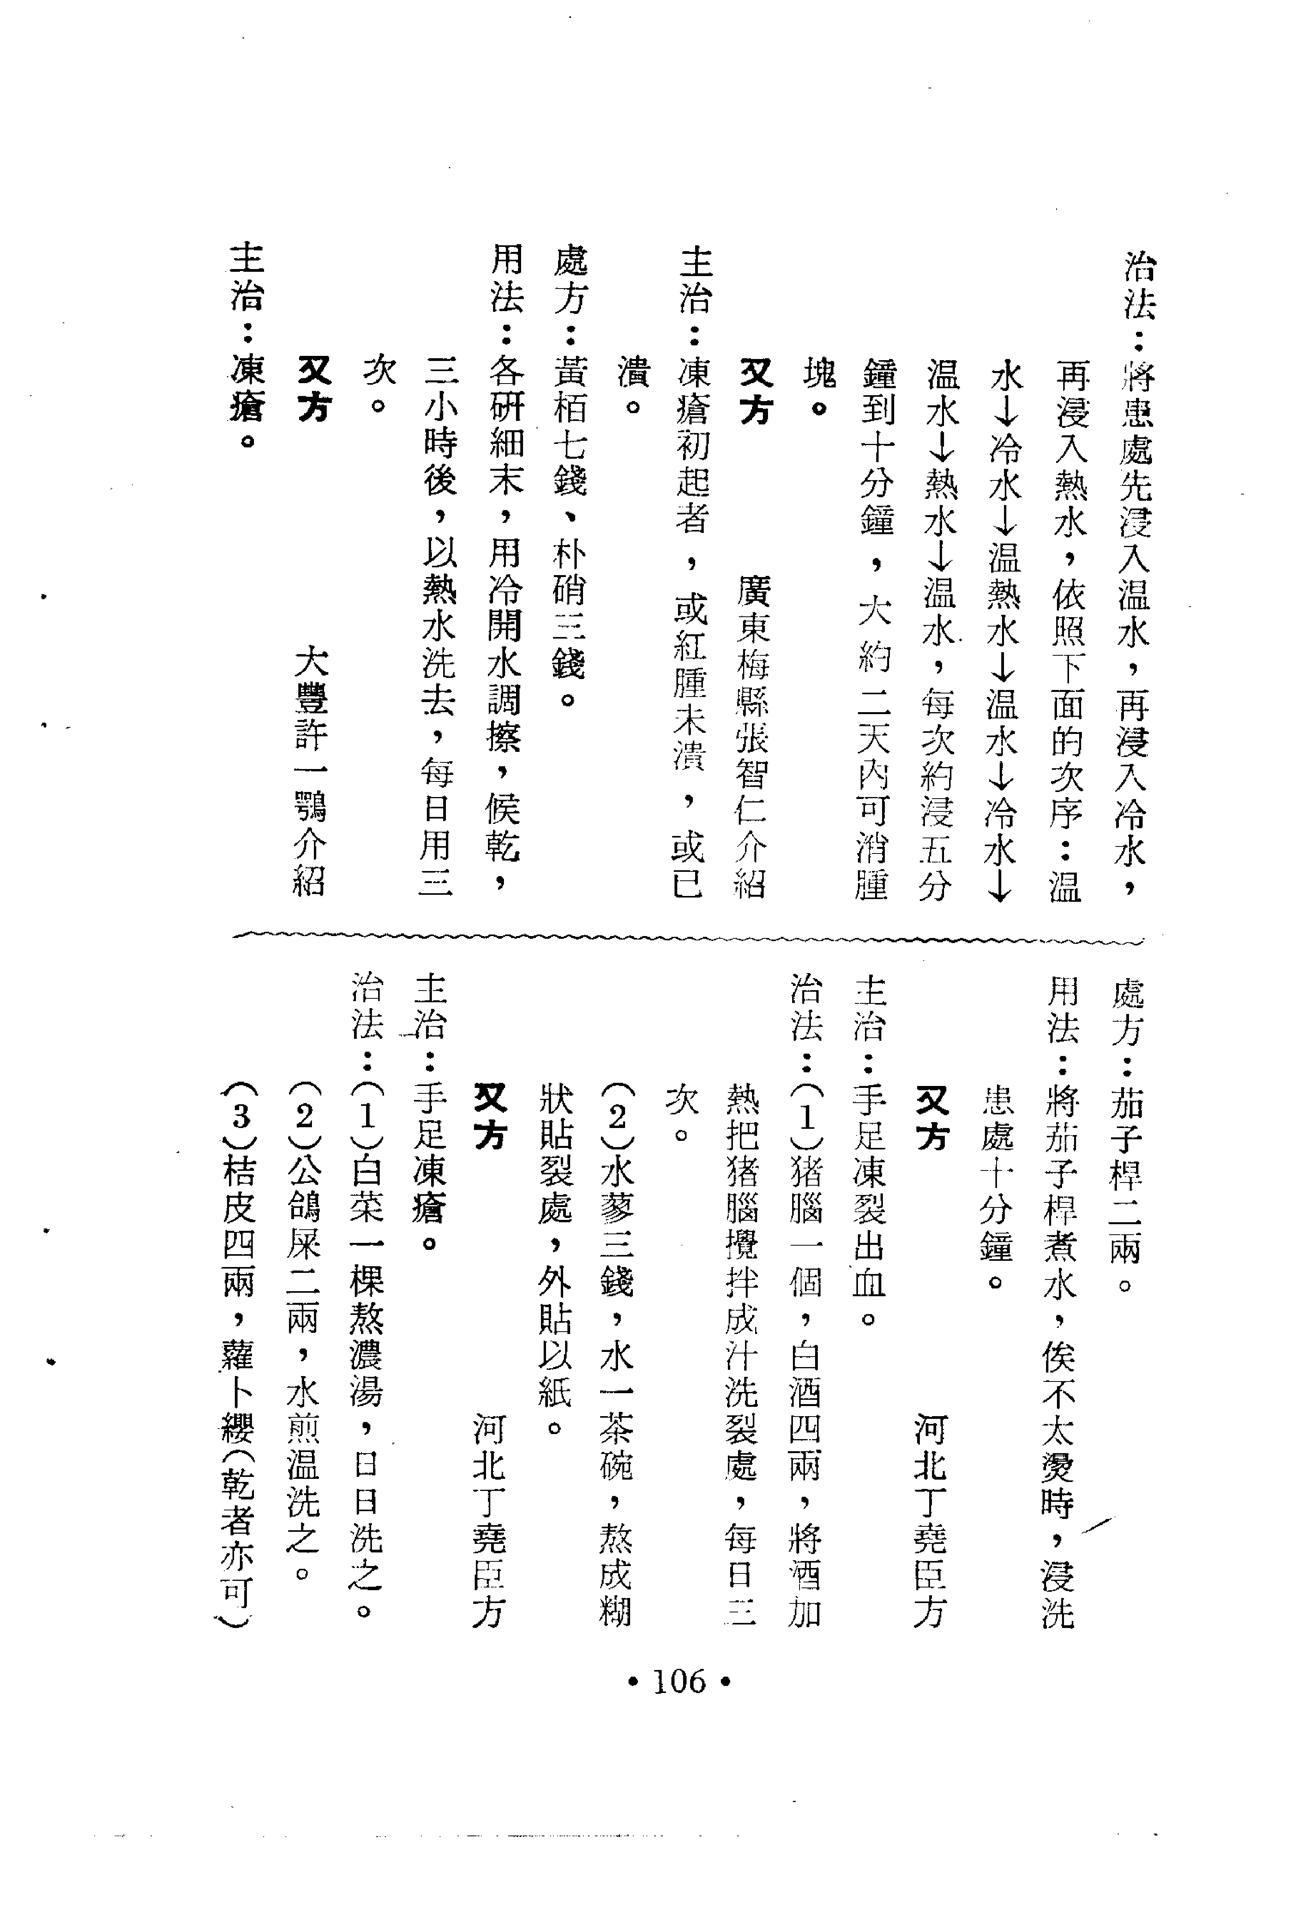 治法：將患處先浸入溫水，再浸入冷水，
再浸入熱水，依照下面的次序：溫
水↓冷水↓溫熱水↓溫水↓冷水↓
溫水↓熱水↓溫水，每次約浸五分
鐘到十分鐘，大約二天內可消腫
塊。
又方　廣東梅縣張智仁介紹
主治：凍瘡初起者，或紅腫未潰，或已
潰。
處方：黃栢七錢、朴硝三錢。
用法：各研細末，用冷開水調擦，候乾，
三小時後，以熱水洗去，每日用三
次。
又方　大豐許一鶚介紹
主治：凍瘡。
處方：茄子桿二兩。
用法：將茄子桿煮水，俟不太燙時，浸洗
患處十分鐘。
又方　河北丁堯臣方
主治：手足凍裂出血。
治法：（1）猪腦一個，白酒四兩，將酒加
熱把猪腦攪拌成汁洗裂處，每日三
次。
（2）水蓼三錢，水一茶碗，熬成糊
狀貼裂處，外貼以紙。
又方　河北丁堯臣方
主治：手足凍瘡。
治法：（1）白菜一棵熬濃湯，日日洗之。
（2）公鴿屎二兩，水煎溫洗之。
（3）桔皮四兩，蘿卜纓（乾者亦可）
• 106 •